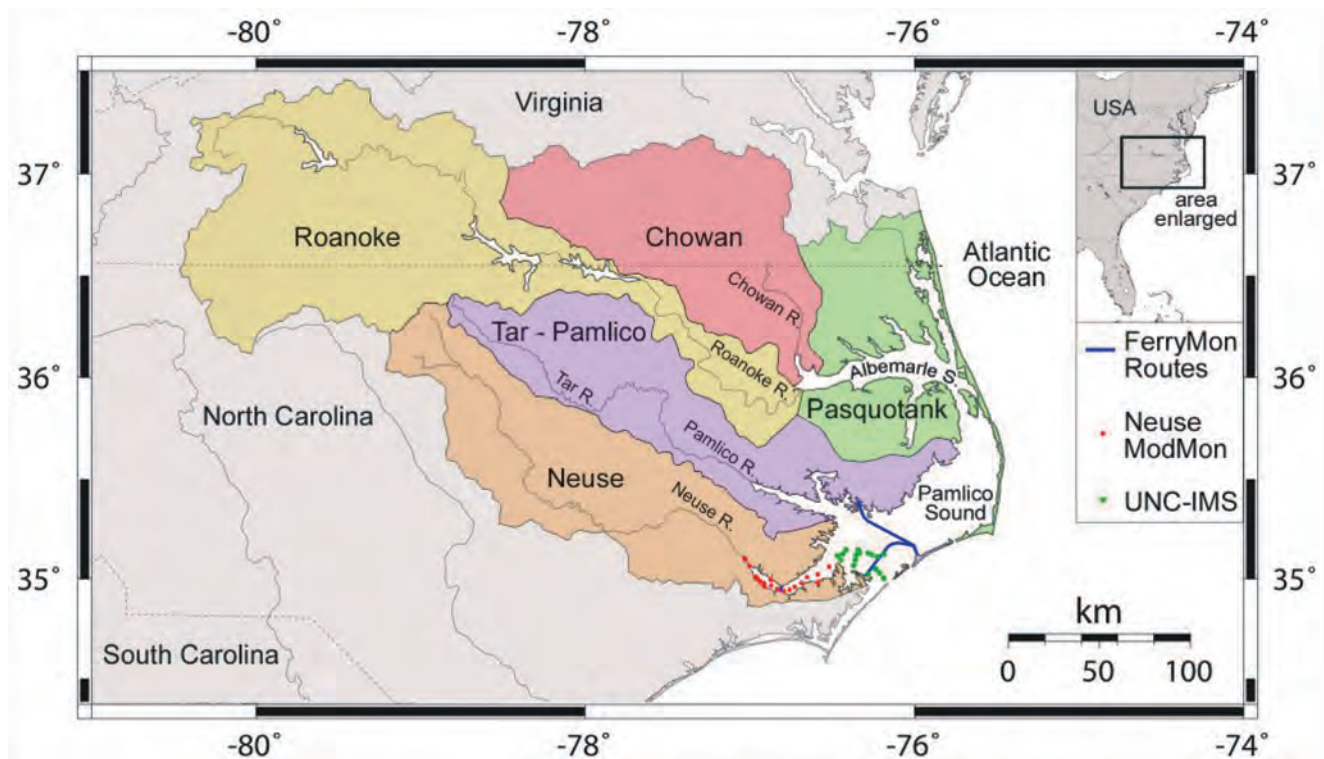 -80°
-78°
-76°
-74°
Virginia
USA
37°
37°
area
enlarged
Roanoke
Chowan
Atlantic
Ocean
Chowan R.
Tar - Pamlico
FerryMon
Routes
36°
Roanoke R.
Albemarle S.
36°
Tar R.
North Carolina
Pasquotank
Neuse
ModMon
Pamlico R.
Neuse
Neuse R.
Pamlico
Sound
UNC-IMS
35°
35°
km
South Carolina
0 50 100
-80°
-78°
-76°
-74°